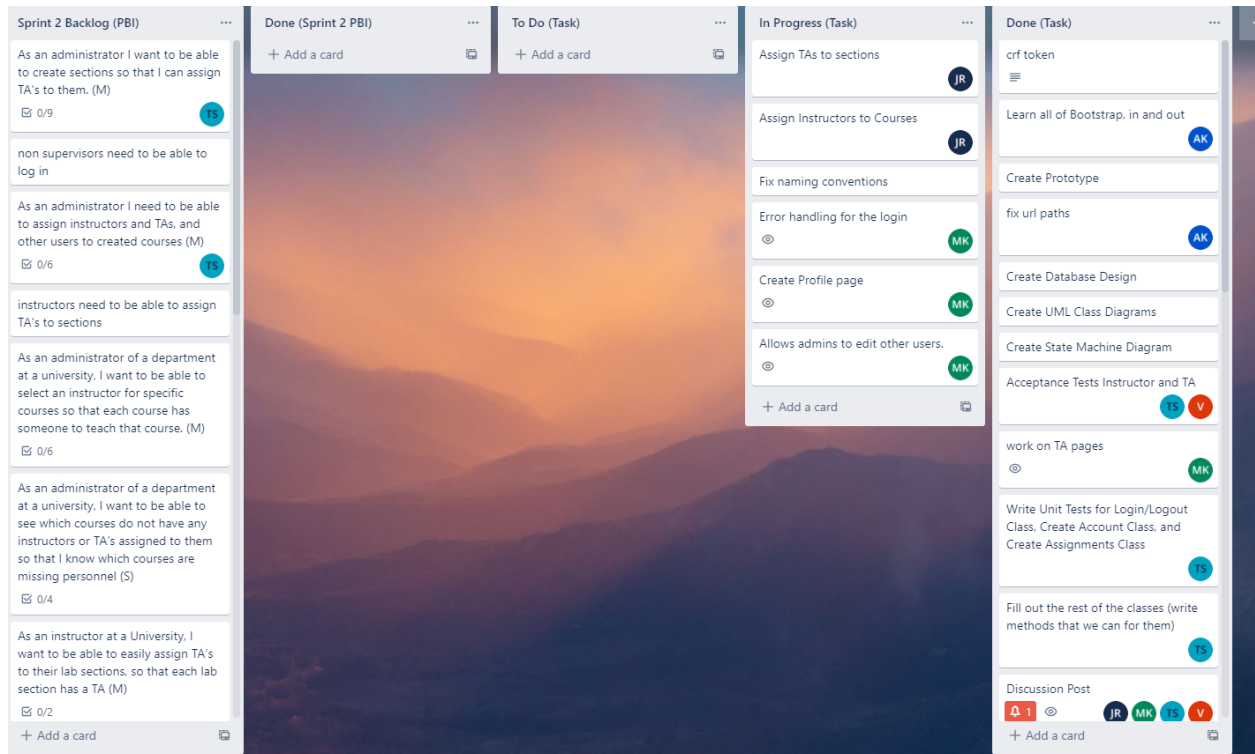 Sprint 2 Backlog (PBI)
As an administrator I want to be able
to create sections so that I can assign
TA's to them. (M)
0/9
TS
non supervisors need to be able to
log in
As an administrator I need to be able
to assign instructors and TAs, and
other users to created courses (M)
0/6
TS
instructors need to be able to assign
TA's to sections
As an administrator of a department
at a university, I want to be able to
select an instructor for specific
courses so that each course has
someone to teach that course. (M)
0/6
As an administrator of a department
at a university, I want to be able to
see which courses do not have any
instructors or TA's assigned to them
so that I know which courses are
missing personnel (S)
0/4
As an instructor at a University, I
want to be able to easily assign TA's
to their lab sections, so that each lab
section has a TA (M)
0/2
+ Add a card
Done (Sprint 2 PBI)
+ Add a card
To Do (Task)
+ Add a card
In Progress (Task)
Assign TAs to sections
JR
Assign Instructors to Courses
JR
Fix naming conventions
Error handling for the login
MK
Create Profile page
MK
Allows admins to edit other users.
MK
+ Add a card
Done (Task)
crf token
Learn all of Bootstrap, in and out
AK
Create Prototype
fix url paths
AK
Create Database Design
Create UML Class Diagrams
Create State Machine Diagram
Acceptance Tests Instructor and TA
TS V
work on TA pages
MK
Write Unit Tests for Login/Logout
Class, Create Account Class, and
Create Assignments Class
TS
Fill out the rest of the classes (write
methods that we can for them)
TS
Discussion Post
1 JR MK TS V
+ Add a card